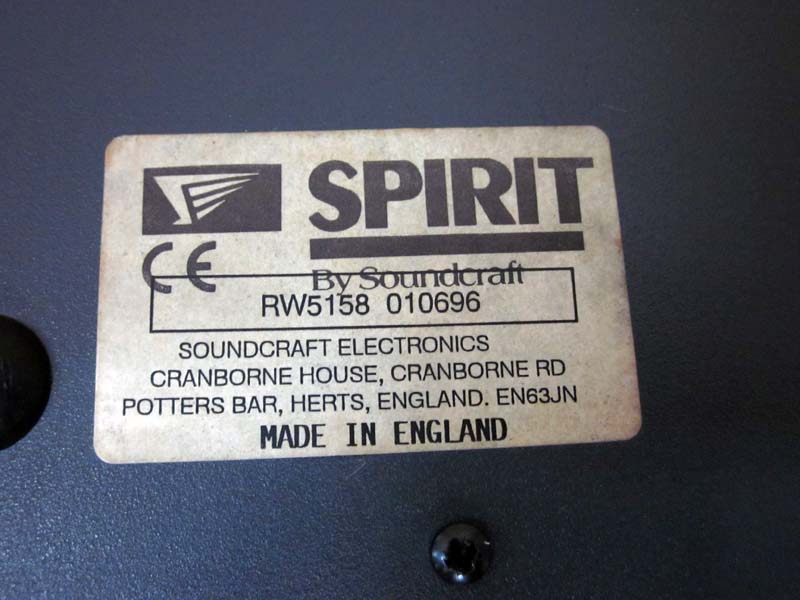 SPIRIT
By Soundcraft
CE
RW5158 010696
SOUNDCRAFT ELECTRONICS
CRANBORNE HOUSE, CRANBORNE RD
POTTERS BAR, HERTS, ENGLAND. EN63JN
MADE IN ENGLAND